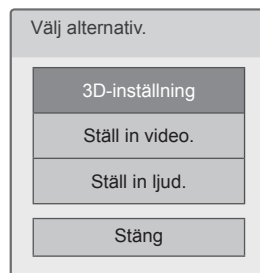 Välj alternativ.
3D-inställning
Ställ in video.
Ställ in ljud.
Stäng